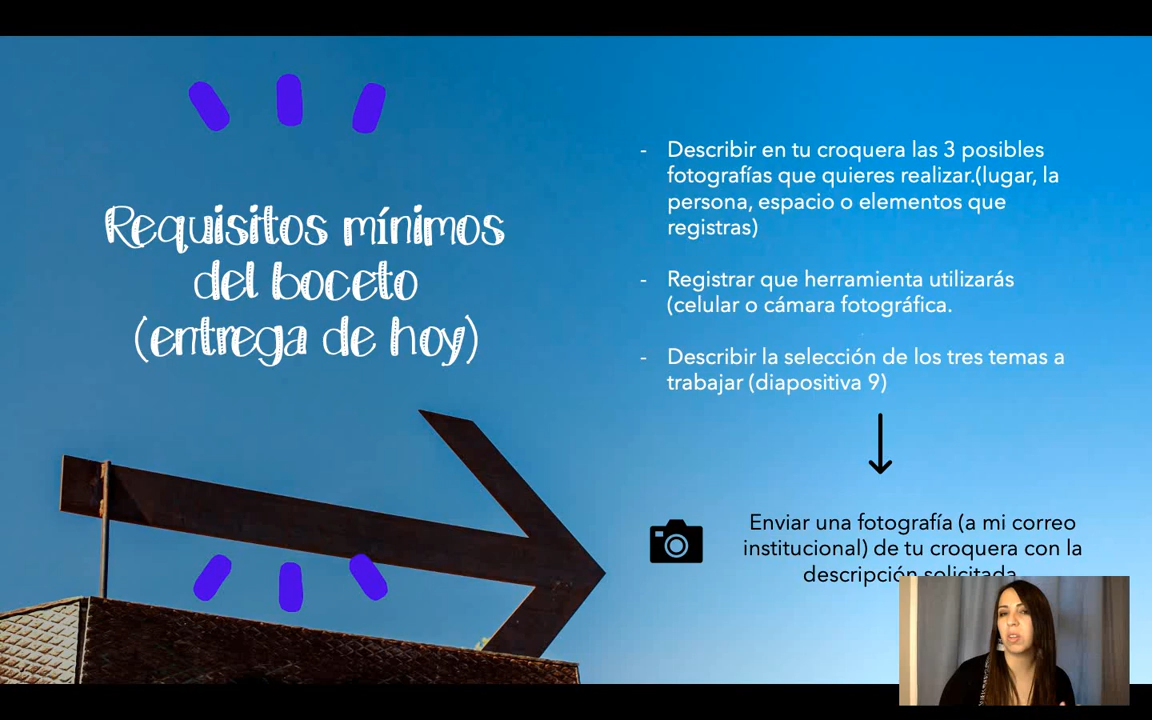 Requisitos mínimos
del boceto
(entrega de hoy)
- Describir en tu croquera las 3 posibles
fotografías que quieres realizar.(lugar, la
persona, espacio o elementos que
registras)
- Registrar que herramienta utilizarás
(celular o cámara fotográfica.
- Describir la selección de los tres temas a
trabajar (diapositiva 9)
Enviar una fotografía (a mi correo
institucional) de tu croquera con la
descripción solicitada